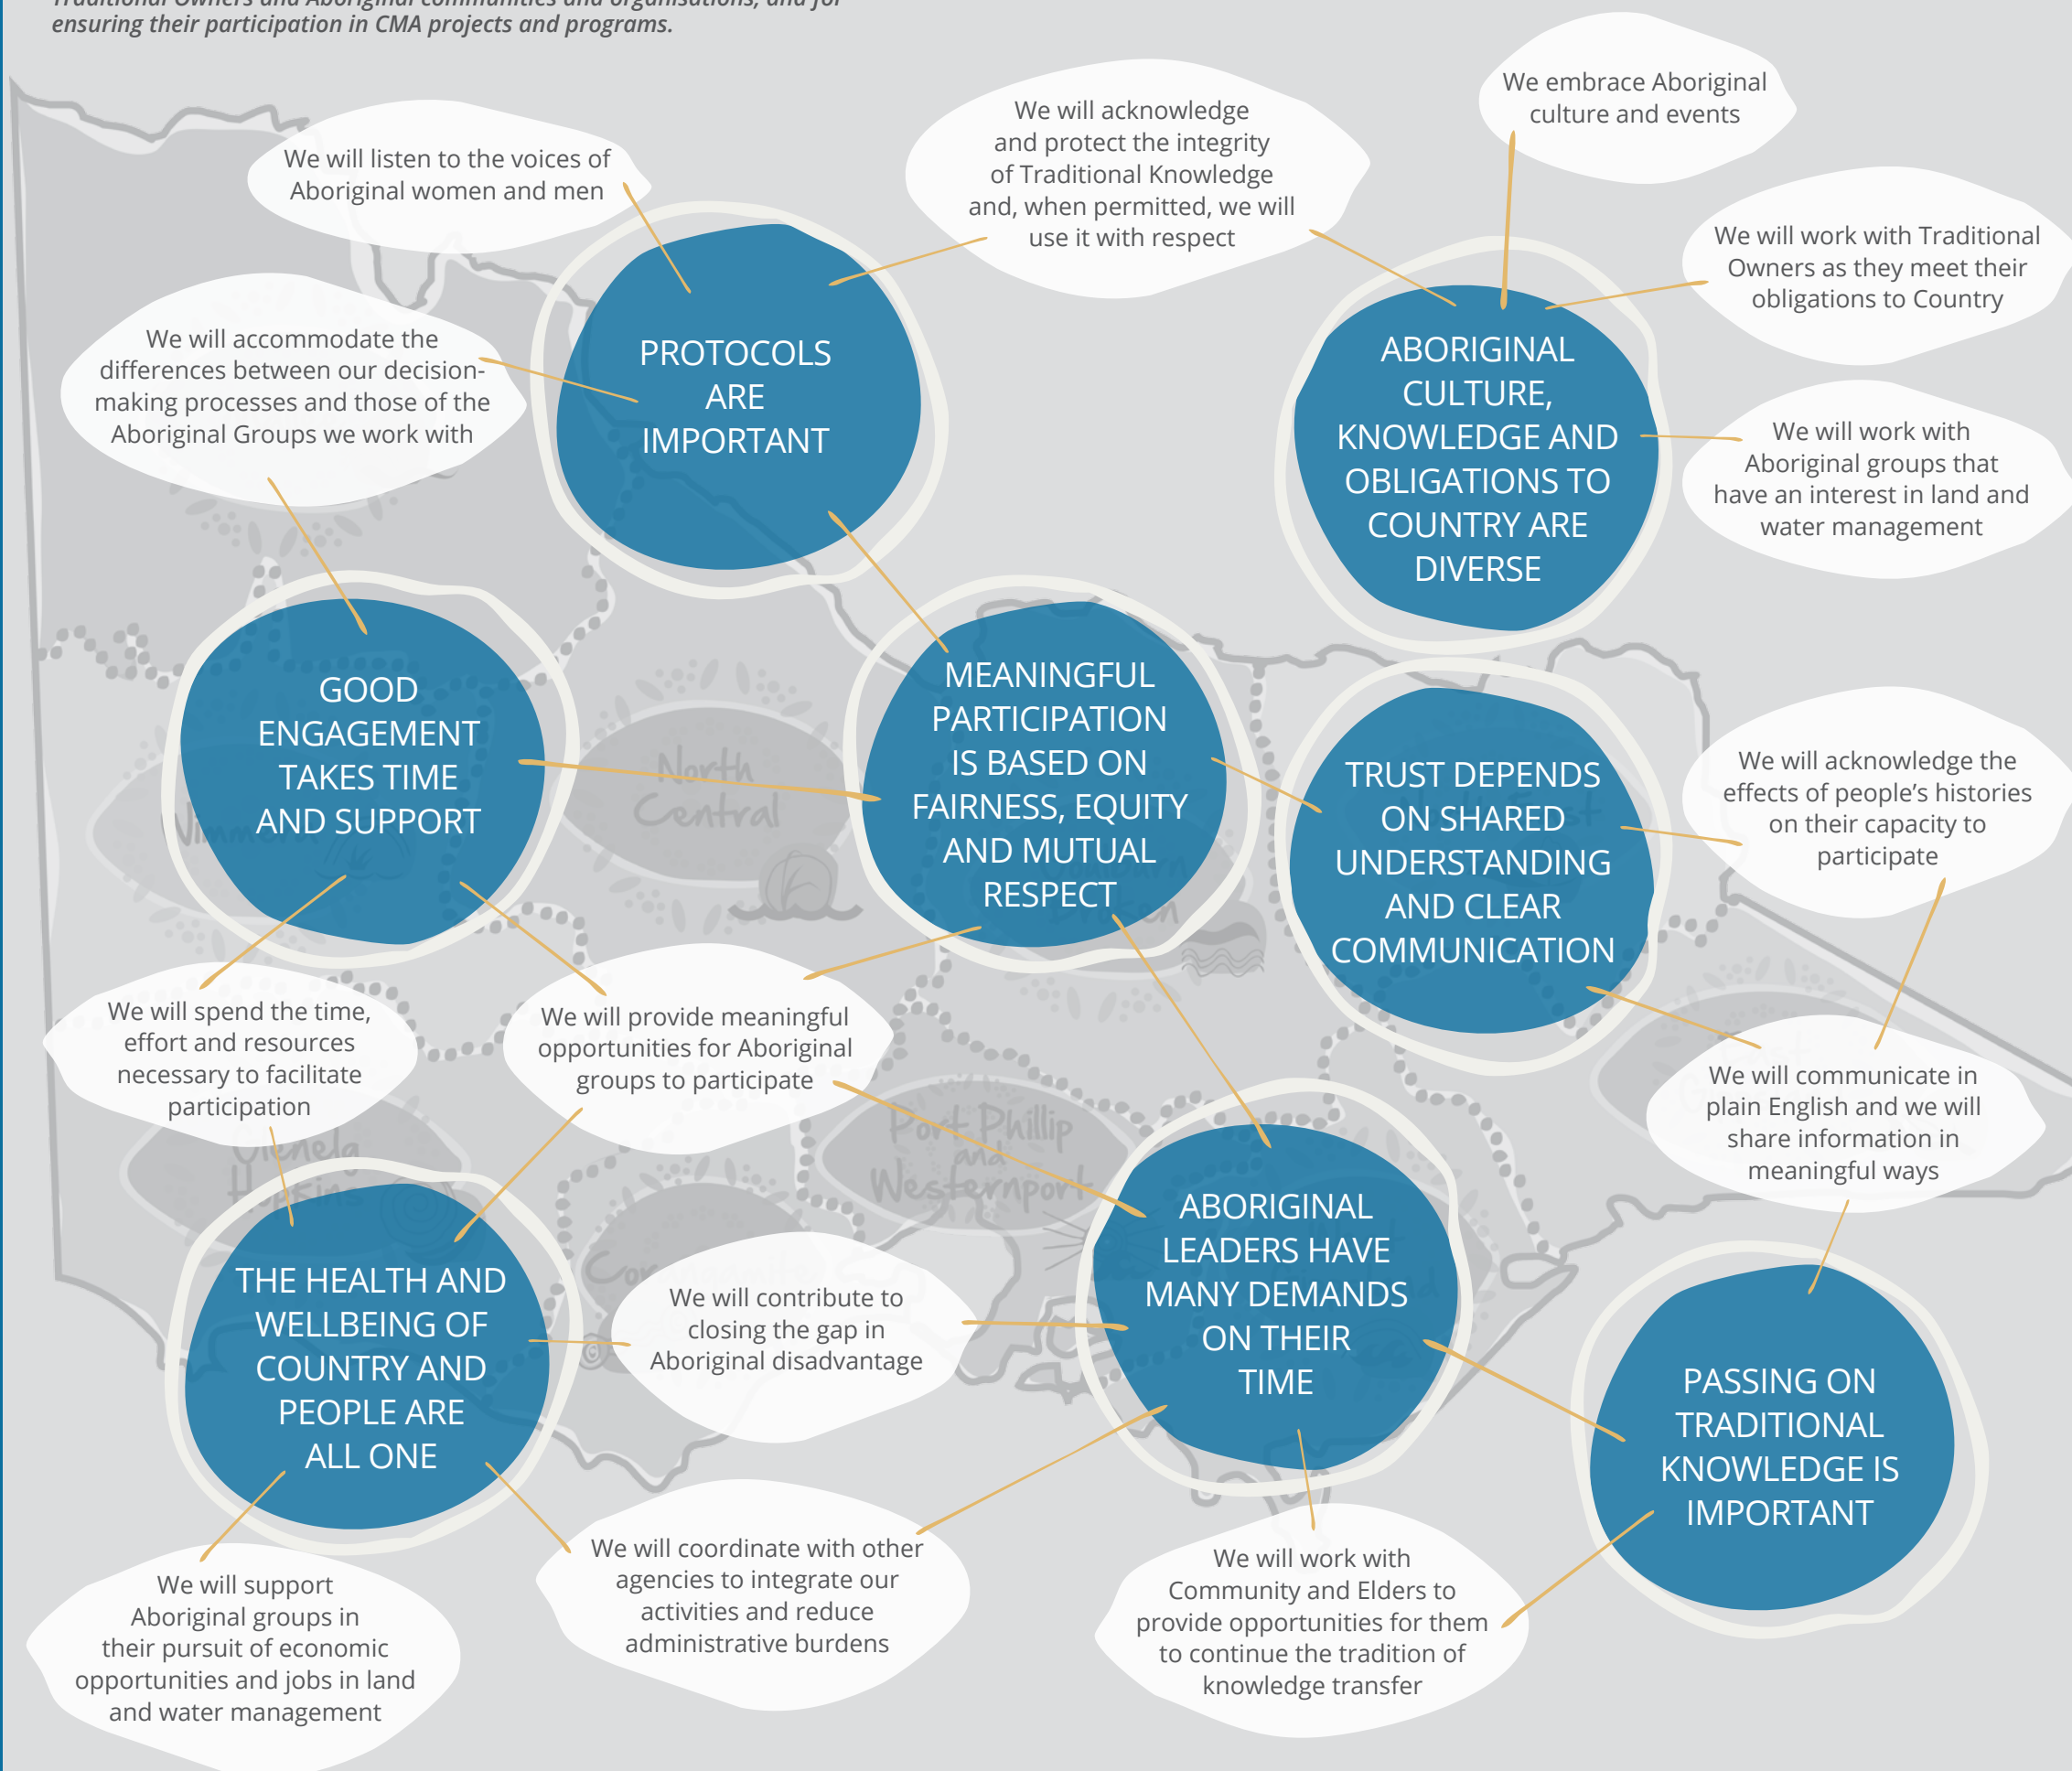 Traditional Owners and Aboriginal communities and organisations, and for
ensuring their participation in CMA projects and programs.
We will listen to the voices of
Aboriginal women and men
We will acknowledge
and protect the integrity
of Traditional Knowledge
and, when permitted, we will
use it with respect
We embrace Aboriginal
culture and events
We will work with Traditional
Owners as they meet their
obligations to Country
We will accommodate the
differences between our decision-
making processes and those of the
Aboriginal Groups we work with
PROTOCOLS
ARE
IMPORTANT
ABORIGINAL
CULTURE,
KNOWLEDGE AND
OBLIGATIONS TO
COUNTRY ARE
DIVERSE
We will work with
Aboriginal groups that
have an interest in land and
water management
GOOD
ENGAGEMENT
TAKES TIME
AND SUPPORT
North
Central
MEANINGFUL
PARTICIPATION
IS BASED ON
FAIRNESS, EQUITY
AND MUTUAL
RESPECT
TRUST DEPENDS
ON SHARED
UNDERSTANDING
AND CLEAR
COMMUNICATION
We will acknowledge the
effects of people's histories
on their capacity to
participate
We will spend the time,
effort and resources
necessary to facilitate
participation
We will provide meaningful
opportunities for Aboriginal
groups to participate
Port Phillip
and
Westernport
We will communicate in
plain English and we will
share information in
meaningful ways
Glenelg
Hopkins
THE HEALTH AND
WELLBEING OF
COUNTRY AND
PEOPLE ARE
ALL ONE
We will contribute to
closing the gap in
Aboriginal disadvantage
ABORIGINAL
LEADERS HAVE
MANY DEMANDS
ON THEIR
TIME
PASSING ON
TRADITIONAL
KNOWLEDGE IS
IMPORTANT
We will support
Aboriginal groups in
their pursuit of economic
opportunities and jobs in land
and water management
We will coordinate with other
agencies to integrate our
activities and reduce
administrative burdens
We will work with
Community and Elders to
provide opportunities for them
to continue the tradition of
knowledge transfer